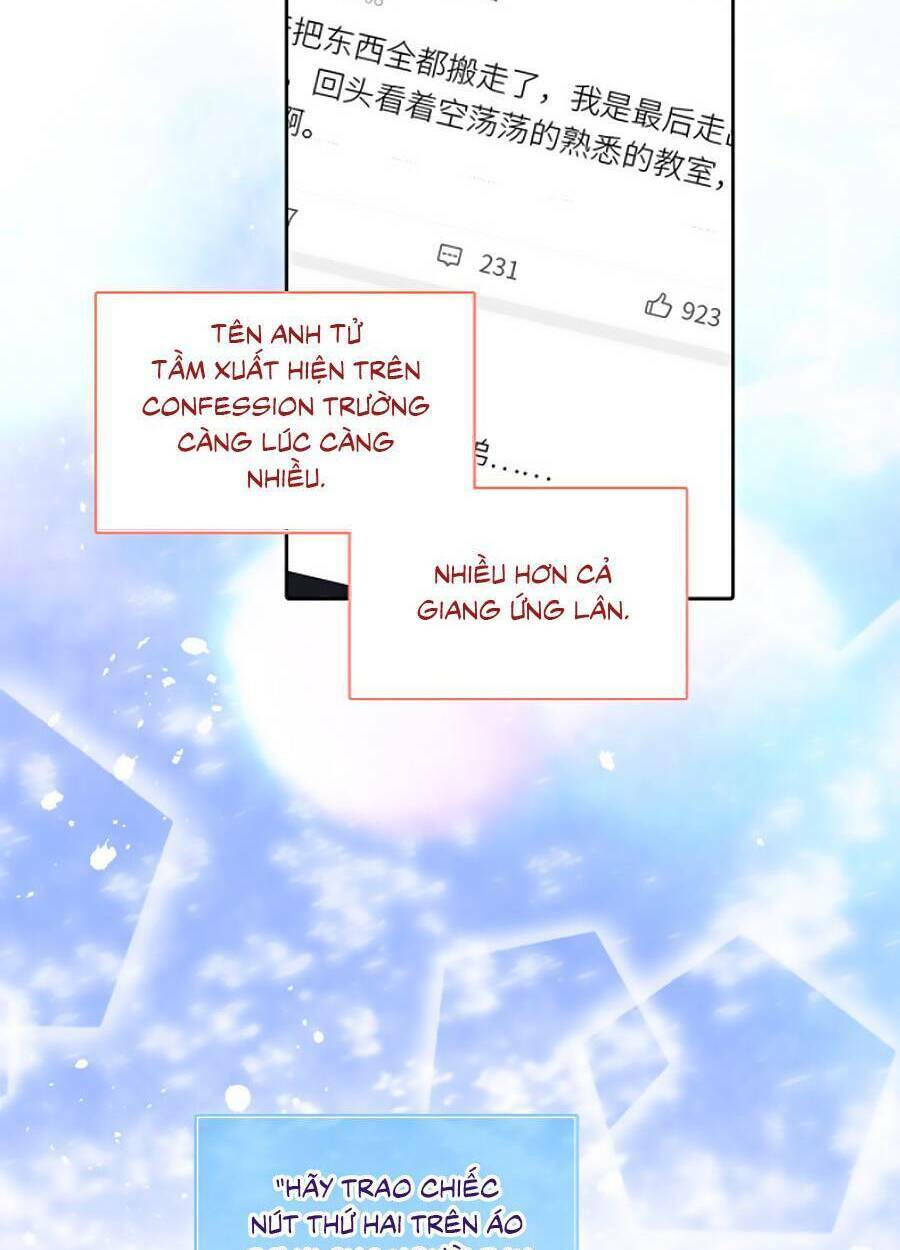 把东西全都搬走了，我是最后走
，回头看着空荡荡的熟悉的教室，
啊。
7
231
923
TÊN ANH TỬ
TẦM XUẤT HIỆN TRÊN
CONFESSION TRƯỜNG
CÀNG LÚC CÀNG
NHIỀU.
……
NHIỀU HƠN CẢ
GIANG ỨNG LÂN.
"HÃY TRAO CHIẾC
NÚT THỨ HAI TRÊN ÁO